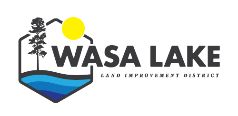 WASA LAKE
LAND IMPROVEMENT DISTRICT